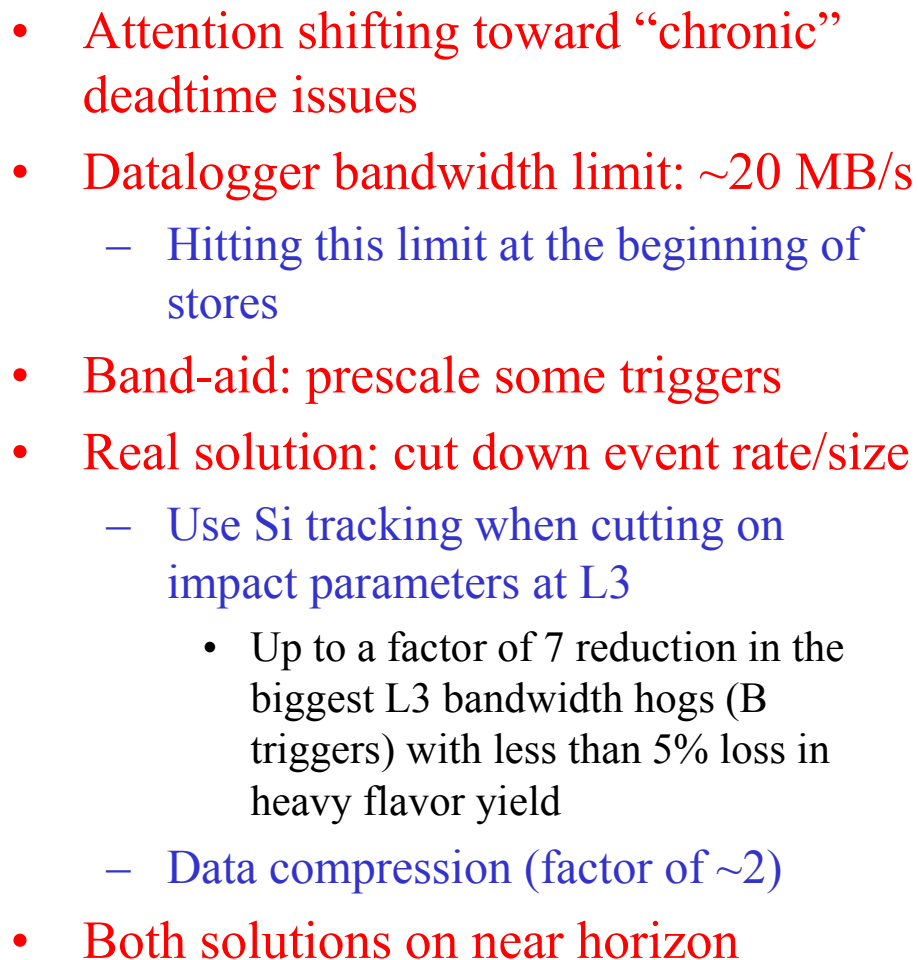 • Attention shifting toward “chronic”
deadtime issues
• Datalogger bandwidth limit: ~20 MB/s
– Hitting this limit at the beginning of
stores
• Band-aid: prescale some triggers
• Real solution: cut down event rate/size
– Use Si tracking when cutting on
impact parameters at L3
• Up to a factor of 7 reduction in the
biggest L3 bandwidth hogs (B
triggers) with less than 5% loss in
heavy flavor yield
– Data compression (factor of ~2)
• Both solutions on near horizon